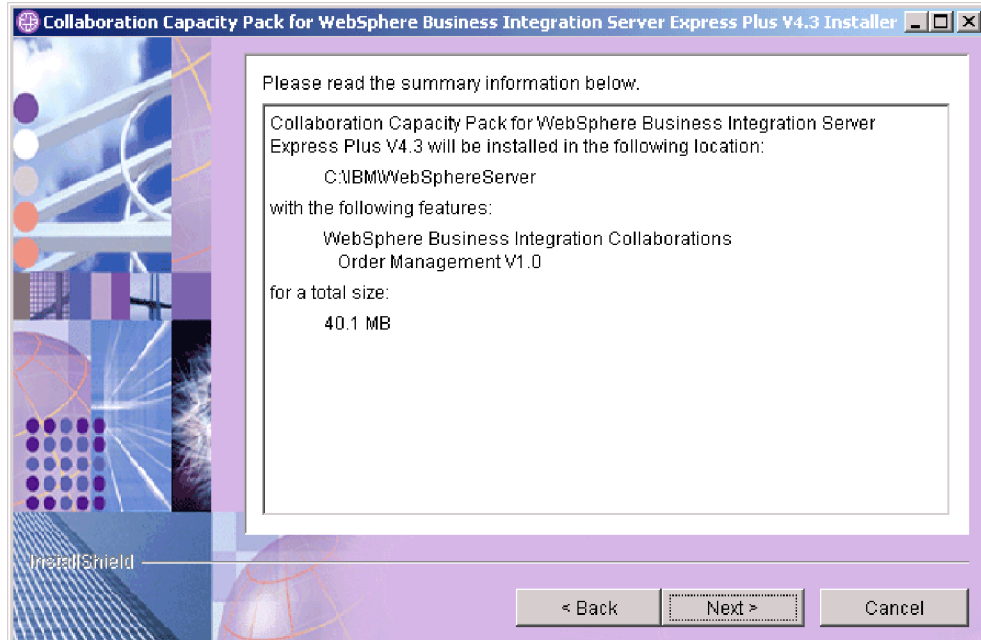 Collaboration Capacity Pack for WebSphere Business Integration Server Express Plus V4.3 Installer
Please read the summary information below.
Collaboration Capacity Pack for WebSphere Business Integration Server
Express Plus V4.3 will be installed in the following location:
C:\IBM\WebSphereServer
with the following features:
WebSphere Business Integration Collaborations
Order Management V1.0
for a total size:
40.1 MB
InstallShield
< Back
Next >
Cancel